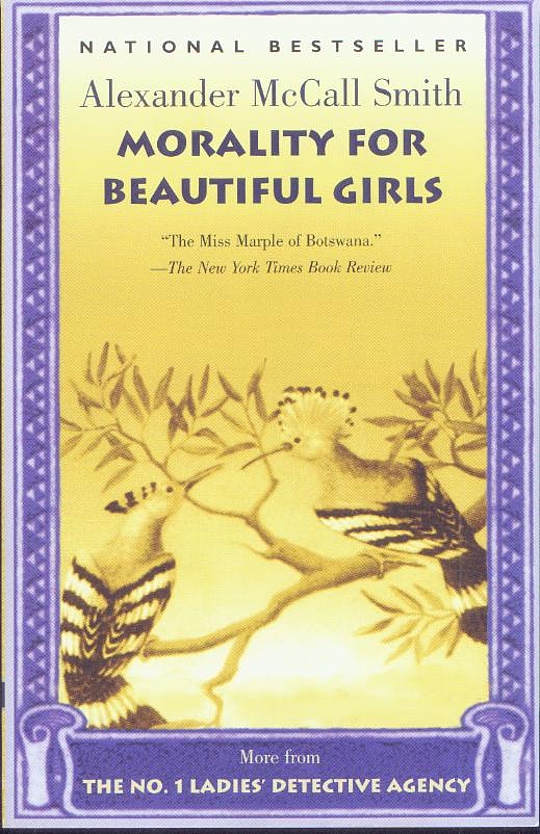 NATIONAL BESTSELLER
Alexander McCall Smith
MORALITY FOR
BEAUTIFUL GIRLS
“The Miss Marple of Botswana.”
—The New York Times Book Review
More from
THE NO. 1 LADIES’ DETECTIVE AGENCY